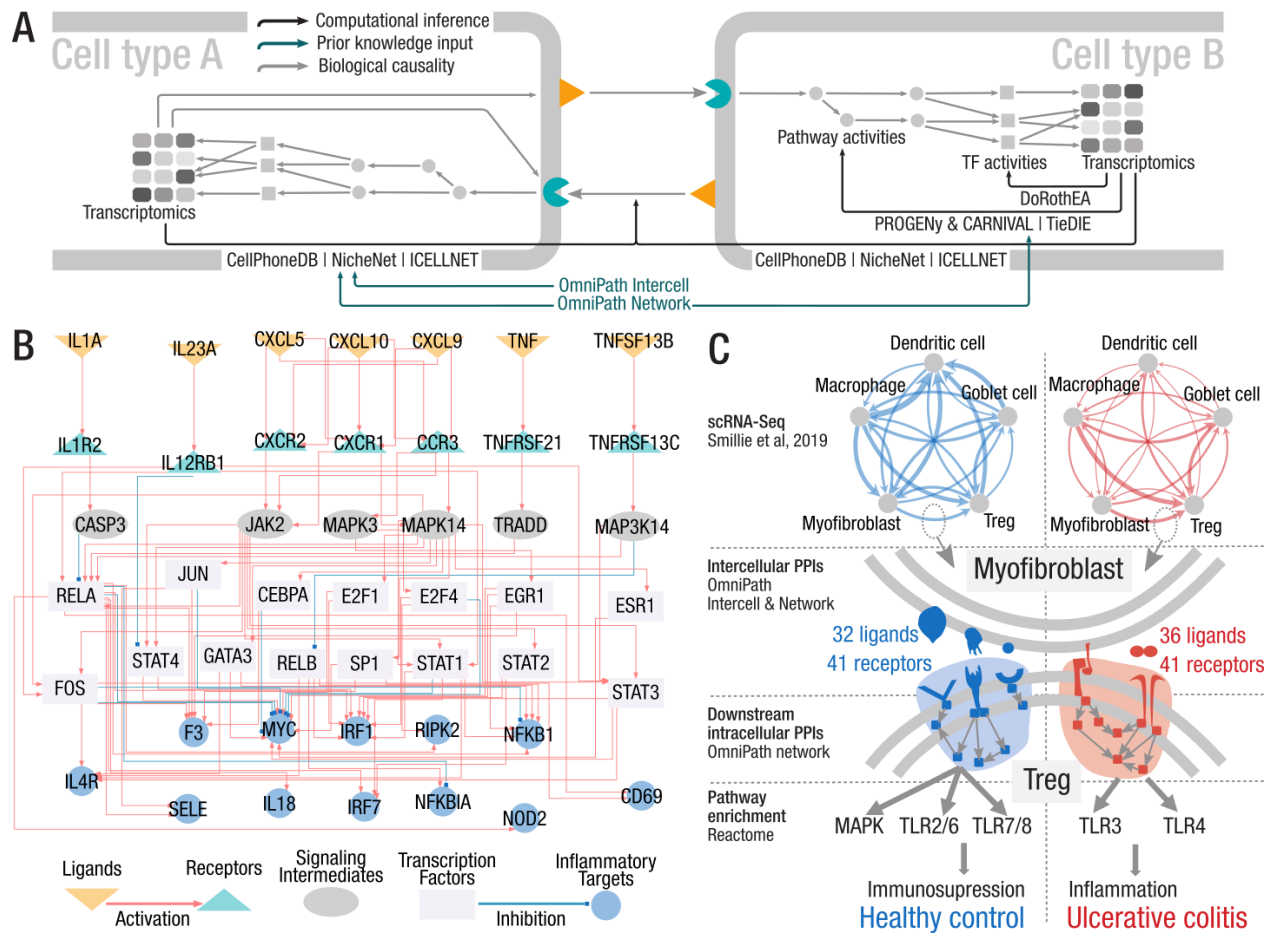 A
Cell type A
Computational inference
Prior knowledge input
Biological causality
Cell type B
Pathway activities
TF activities
Transcriptomics
Transcriptomics
DoRothEA
PROGENy & CARNIVAL | TieDIE
CellPhoneDB | NicheNet | ICELLNET
CellPhoneDB | NicheNet | ICELLNET
OmniPath Intercell
OmniPath Network
B
IL1A
IL23A
CXCL5
CXCL10
CXCL9
TNF
TNFSF13B
IL1R2
IL12RB1
CXCR2
CXCR1
CCR3
TNFRSF21
TNFRSF13C
CASP3
JAK2
MAPK3
MAPK14
TRADD
MAP3K14
JUN
RELA
CEBPA
E2F1
E2F4
EGR1
ESR1
STAT4
GATA3
RELB
SP1
STAT1
STAT2
FOS
STAT3
F3
MYC
IRF1
RIPK2
NFKB1
IL4R
SELE
IL18
IRF7
NFKBIA
NOD2
CD69
Ligands
Receptors
Activation
Signaling
Intermediates
Transcription
Factors
Inhibition
Inflammatory
Targets
C
Dendritic cell
Macrophage
Goblet cell
Myofibroblast
Treg
Dendritic cell
Macrophage
Goblet cell
Myofibroblast
Treg
scRNA-Seq
Smillie et al, 2019
Intercellular PPIs
OmniPath
Intercell & Network
Myofibroblast
32 ligands
41 receptors
36 ligands
41 receptors
Downstream
intracellular PPIs
OmniPath network
Treg
Pathway
enrichment
Reactome
MAPK
TLR2/6
TLR7/8
TLR3
TLR4
Immunosupression
Healthy control
Inflammation
Ulcerative colitis